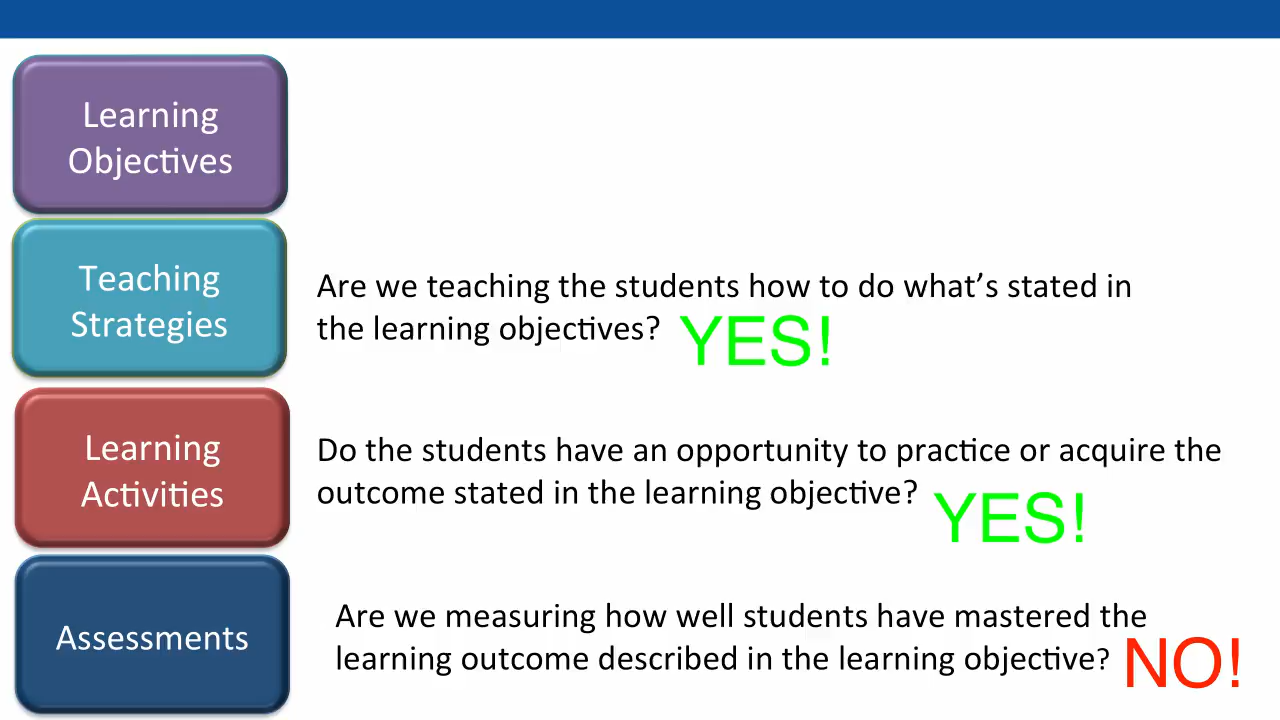 Learning
Objectives
Teaching
Strategies
Are we teaching the students how to do what’s stated in
the learning objectives? YES!
Learning
Activities
Do the students have an opportunity to practice or acquire the
outcome stated in the learning objective? YES!
Assessments
Are we measuring how well students have mastered the
learning outcome described in the learning objective? NO!